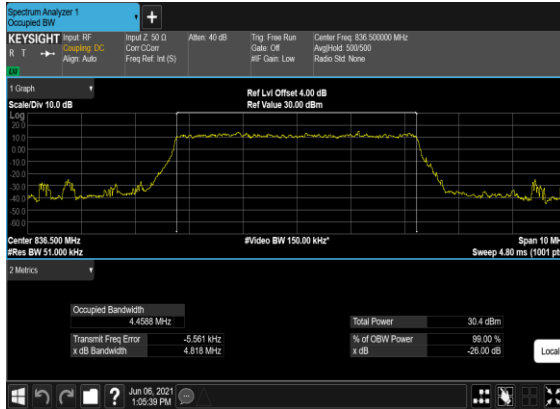 Spectrum Analyzer 1
Occupied BW
+
KEYSIGHT Input: RF Input Z: 50 Ω Atten: 40 dB Trig: Free Run Center Freq: 836.500000 MHz
R T Coupling: DC Corr CCorr Gate: Off Avg|Hold: 500/500
Align: Auto Freq Ref: Int (S) #IF Gain: Low Radio Std: None
LXI
1 Graph Ref Lvl Offset 4.00 dB
Scale/Div 10.0 dB Ref Value 30.00 dBm
Log
20.0
10.0
0.00
-10.0
-20.0
-30.0
-40.0
-50.0
-60.0
Center 836.500 MHz #Video BW 150.00 kHz* Span 10 MH
#Res BW 51.000 kHz Sweep 4.80 ms (1001 pt
2 Metrics
Occupied Bandwidth
4.4588 MHz Total Power 30.4 dBm
Transmit Freq Error -5.561 kHz % of OBW Power 99.00 %
x dB Bandwidth 4.818 MHz x dB -26.00 dB
Local
? Jun 06, 2021
1:05:39 PM